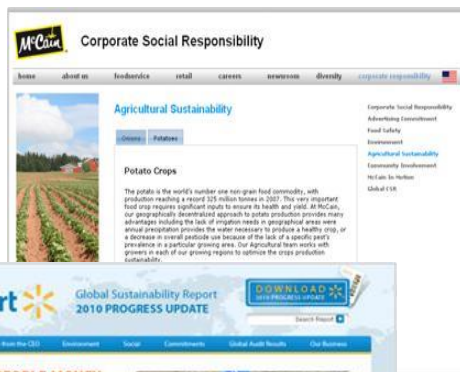 McCain Corporate Social Responsibility
home about us foodservice retail careers newsroom diversity corporate responsibility
Agricultural Sustainability
Onions Potatoes
Potato Crops
The potato is the world's number one non-grain food commodity, with
production reaching a record 325 million tonnes in 2007. This very important
food crop requires significant inputs to ensure its health and yield. At McCain,
our geographically decentralized approach to potato production provides many
advantages including the lack of irrigation needs in geographical areas were
annual precipitation provides the water necessary to produce a healthy crop, or
a decrease in overall pesticide use because of the lack of a specific pest's
prevalence in a particular growing area. Our Agricultural team works with
growers in each of our growing regions to optimize the crops production
sustainability.
Corporate Social Responsibility
Advertising Commitment
Food Safety
Environment
Agricultural Sustainability
Community Involvement
McCain In Motion
Global CSR
rt Global Sustainability Report
2010 PROGRESS UPDATE
DOWNLOAD
2010 PROGRESS UPDATE
Search Report
from the CEO Environment Social Commitments Global Audit Results Our Business